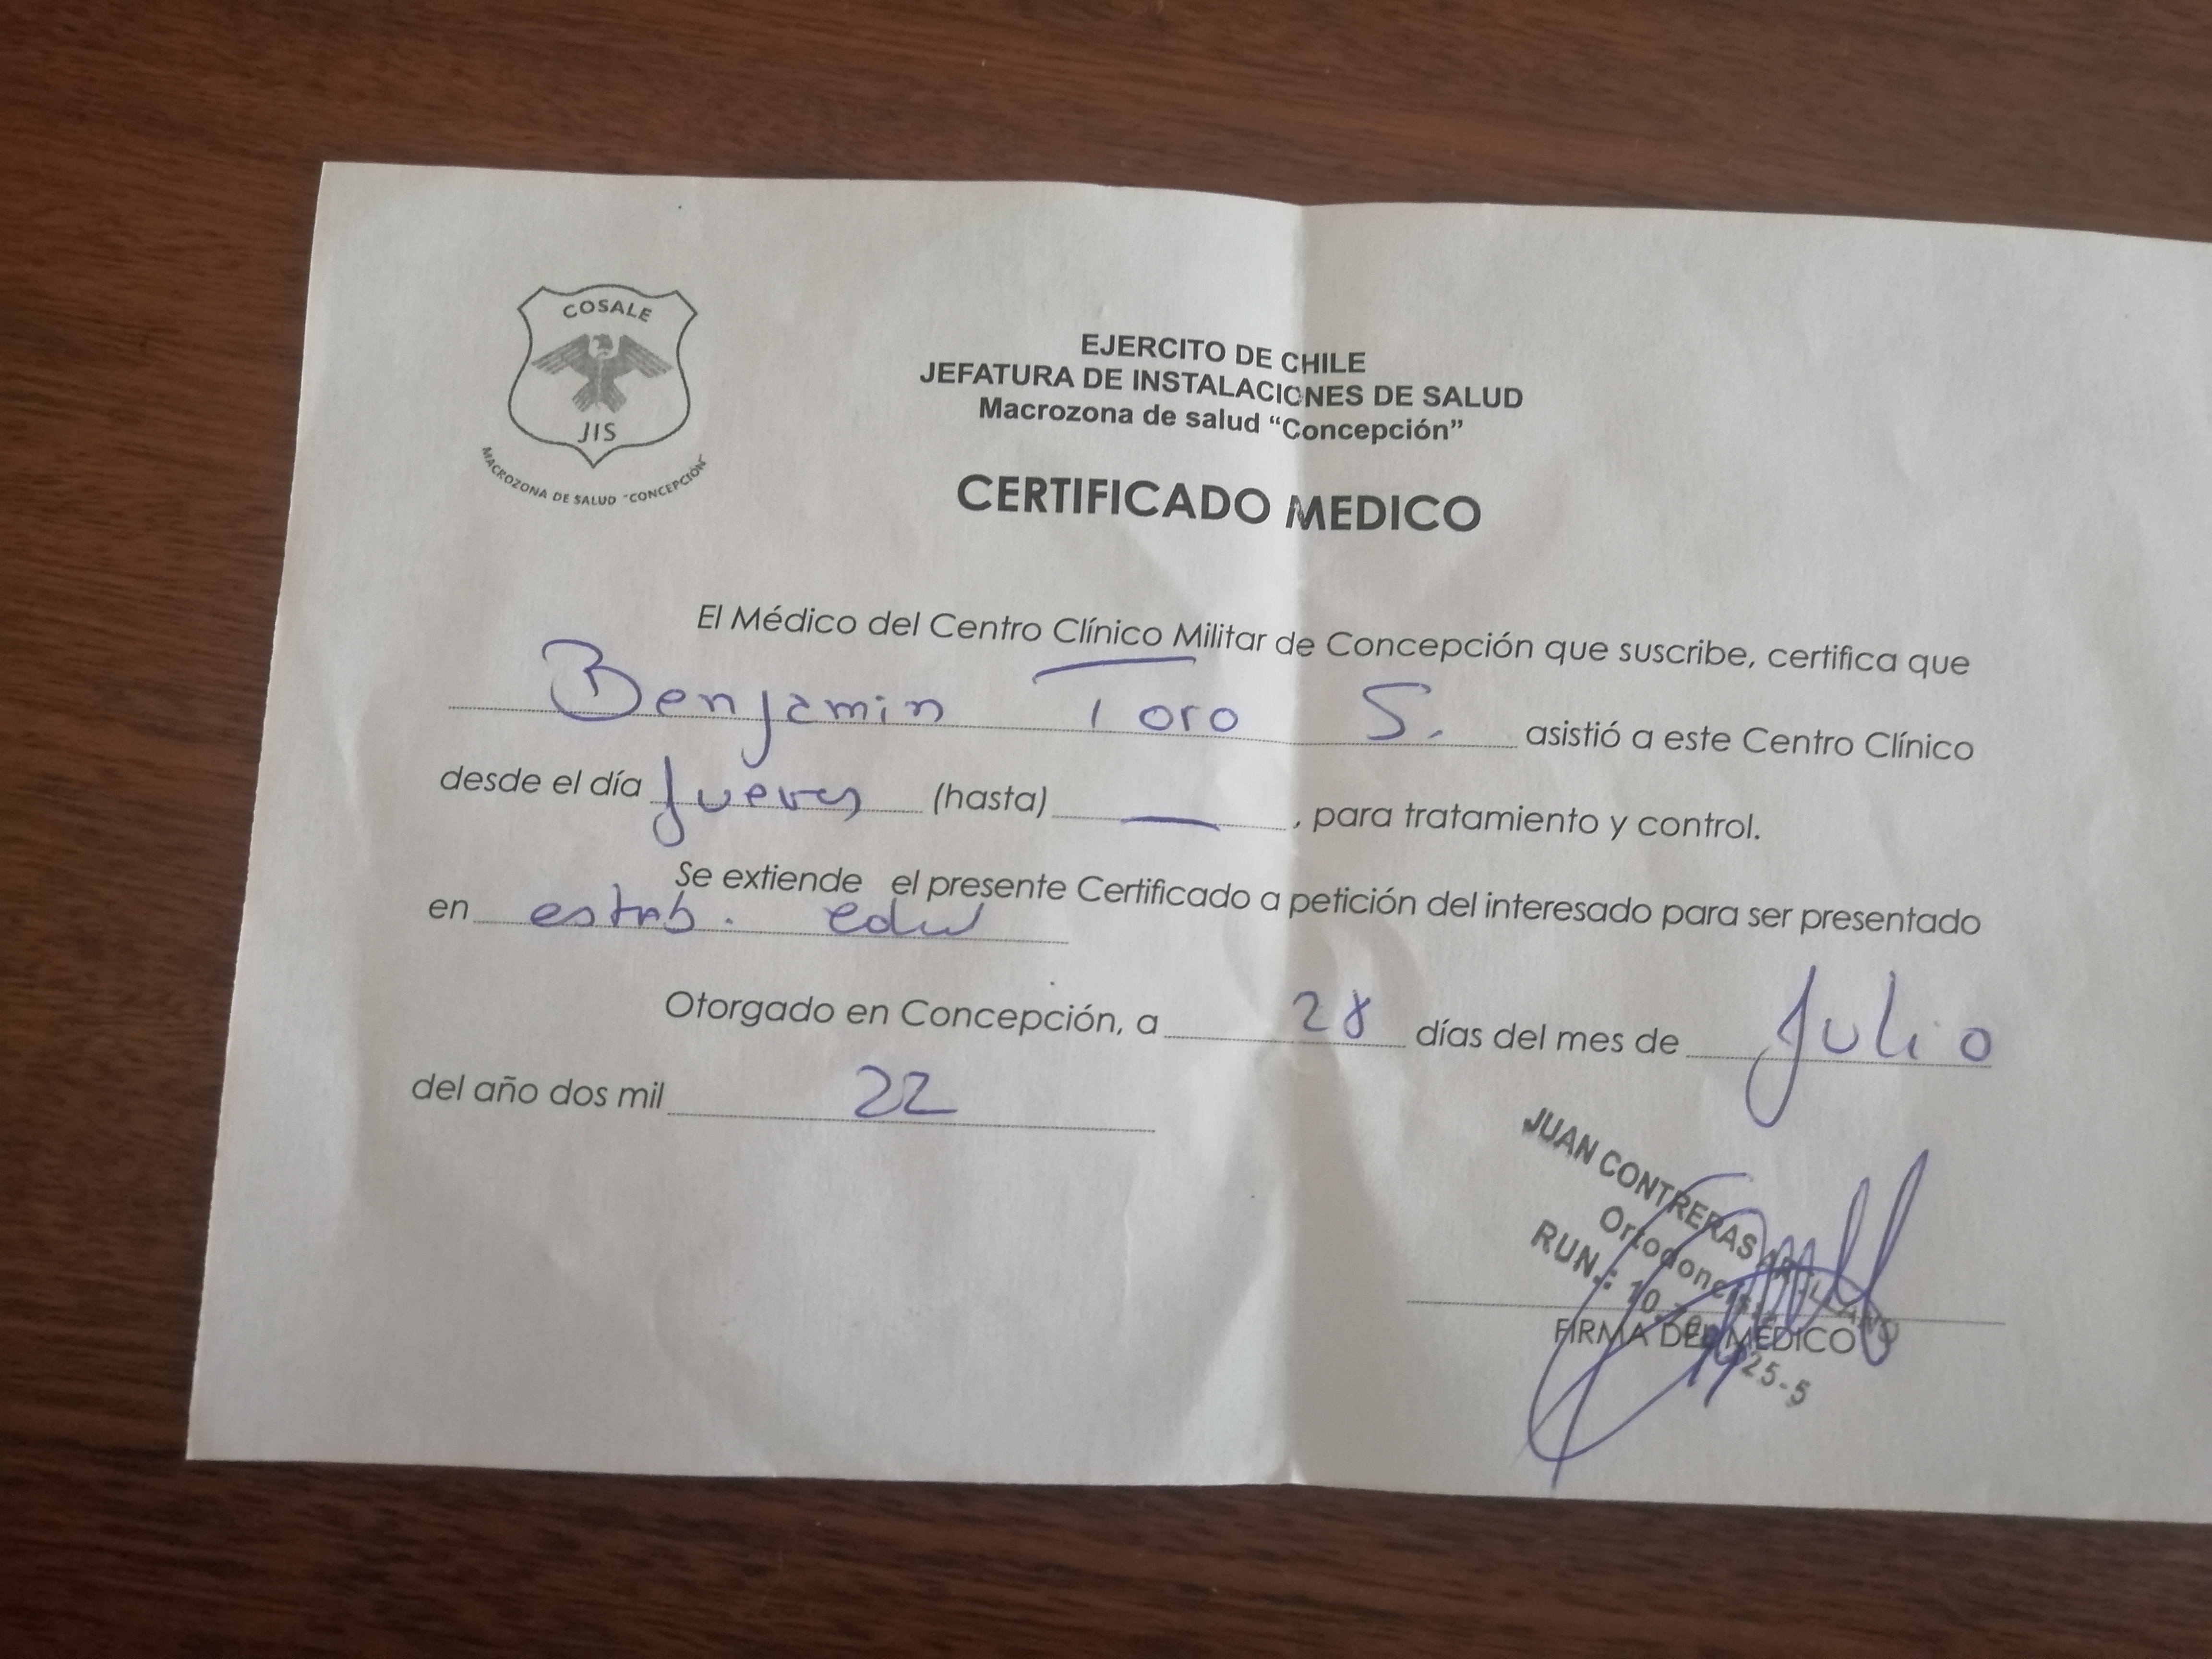 COSALE
JIS
MACROZONA DE SALUD "CONCEPCIÓN"
EJERCITO DE CHILE
JEFATURA DE INSTALACIONES DE SALUD
Macrozona de salud “Concepción”
CERTIFICADO MEDICO
El Médico del Centro Clínico Militar de Concepción que suscribe, certifica que
Benjamin Toro S. asistió a este Centro Clínico
desde el día Jueves (hasta) — , para tratamiento y control.
Se extiende el presente Certificado a petición del interesado para ser presentado
en estab. edu
Otorgado en Concepción, a 28 días del mes de Julio
del año dos mil 22
JUAN CONTRERAS
Ortodoncista
RUN.: 10. 25-5
FIRMA DEL MEDICO